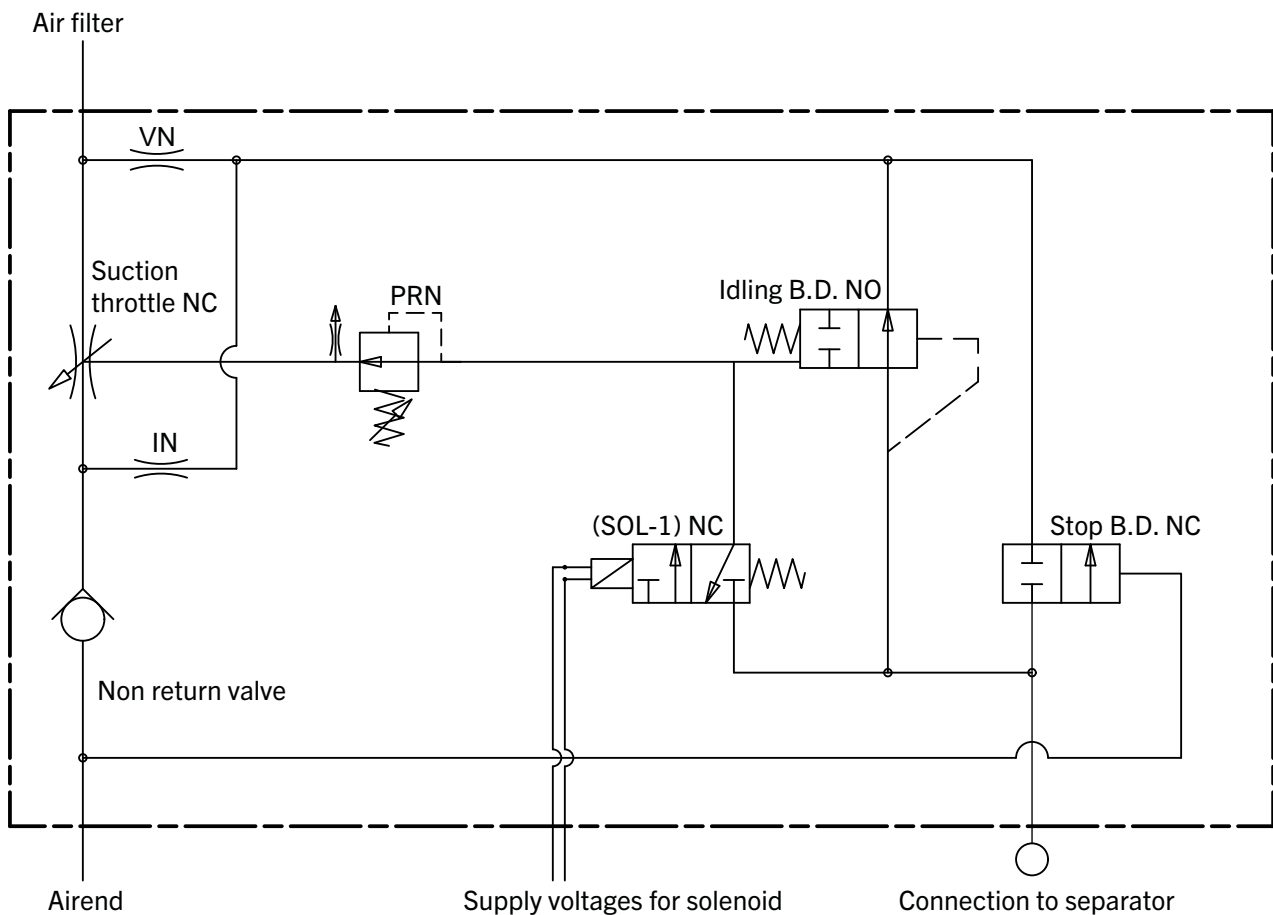 Air filter
VN
Suction
throttle NC
PRN
Idling B.D. NO
IN
(SOL-1) NC
Stop B.D. NC
Non return valve
Airend
Supply voltages for solenoid
Connection to separator